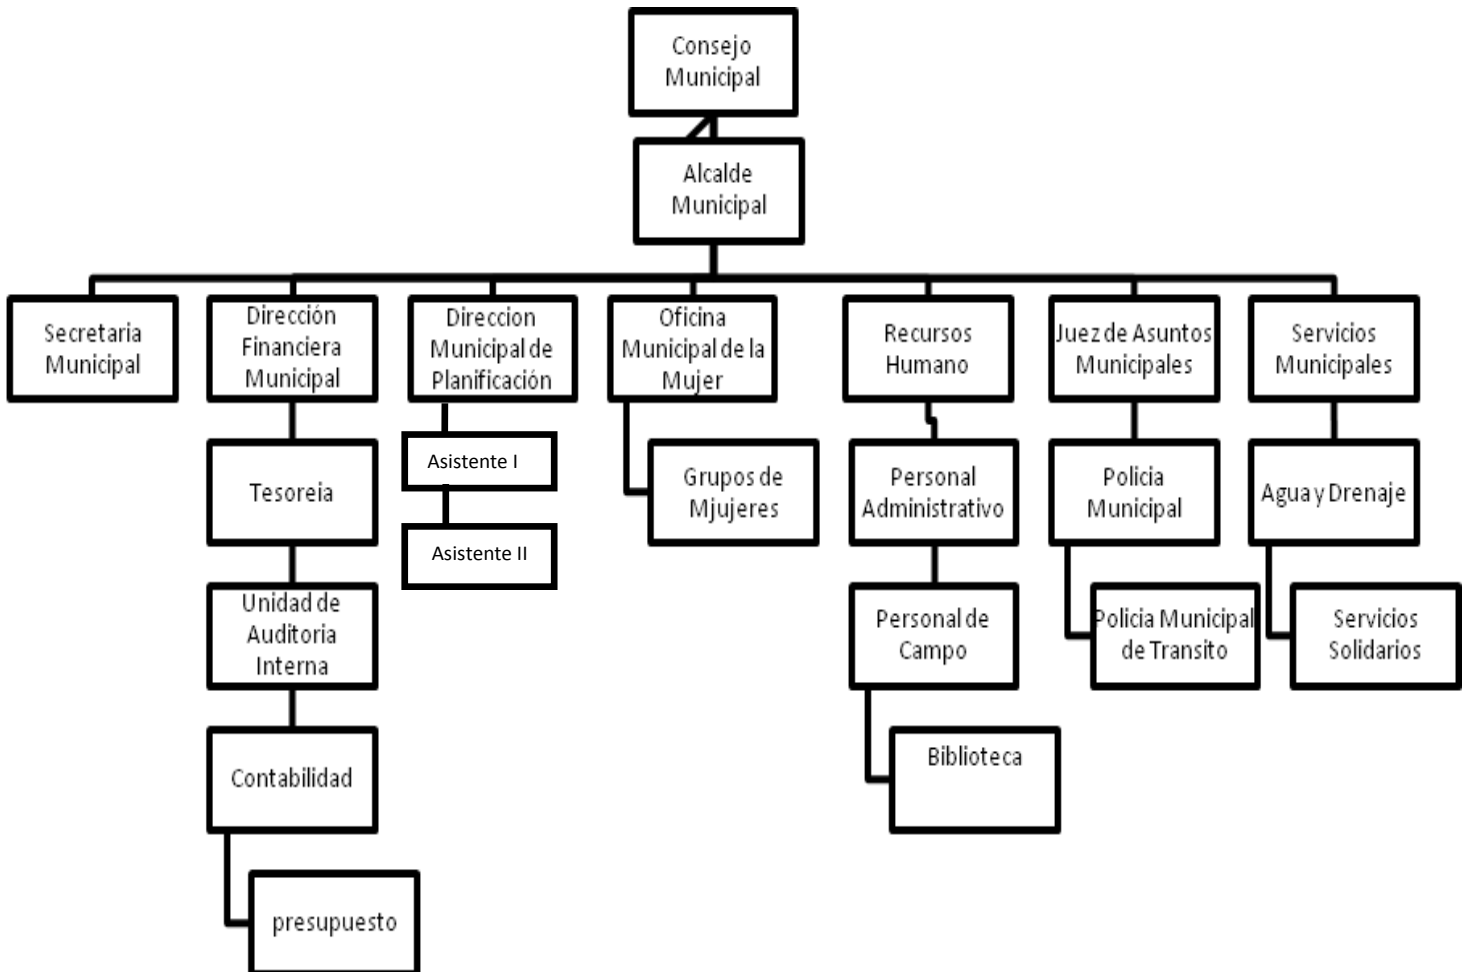 Consejo
Municipal
Alcalde
Municipal
Secretaria
Municipal
Dirección
Financiera
Municipal
Direccion
Municipal de
Planificación
Oficina
Municipal de la
Mujer
Recursos
Humano
Juez de Asuntos
Municipales
Servicios
Municipales
Tesoreia
Asistente I
Asistente II
Grupos de
Mjujeres
Personal
Administrativo
Policia
Municipal
Agua y Drenaje
Unidad de
Auditoria
Interna
Personal de
Campo
Policia Municipal
de Transito
Servicios
Solidarios
Contabilidad
Biblioteca
presupuesto